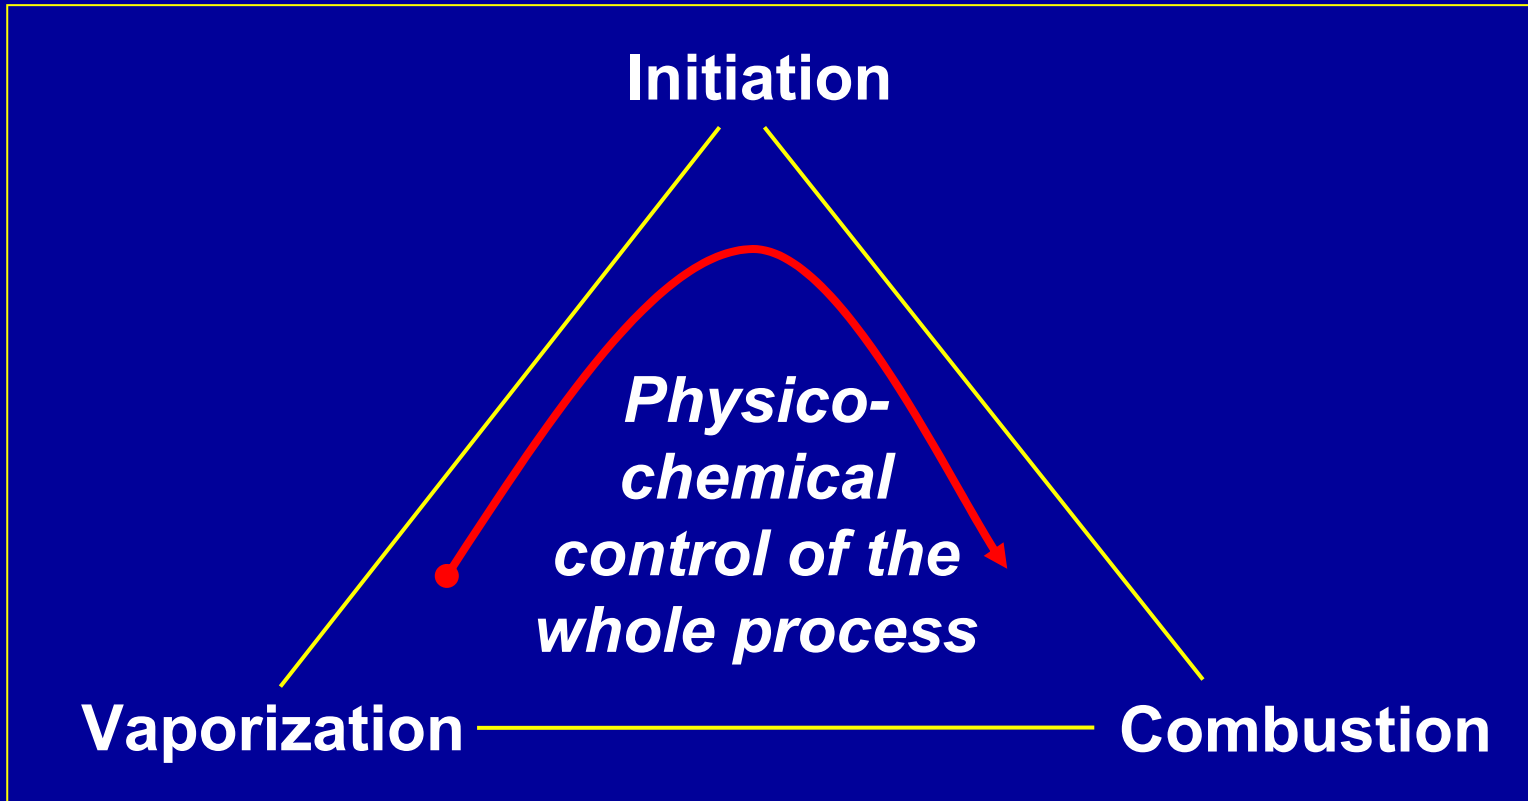 Initiation
Physico-
chemical
control of the
whole process
Vaporization
Combustion